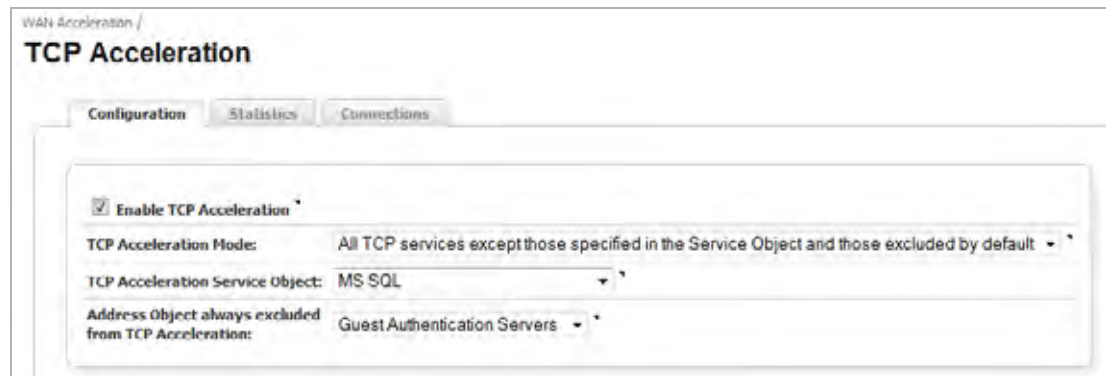 WAN Acceleration /
TCP Acceleration
Configuration Statistics Connections
Enable TCP Acceleration
TCP Acceleration Mode: All TCP services except those specified in the Service Object and those excluded by default
TCP Acceleration Service Object: MS SQL
Address Object always excluded
from TCP Acceleration: Guest Authentication Servers